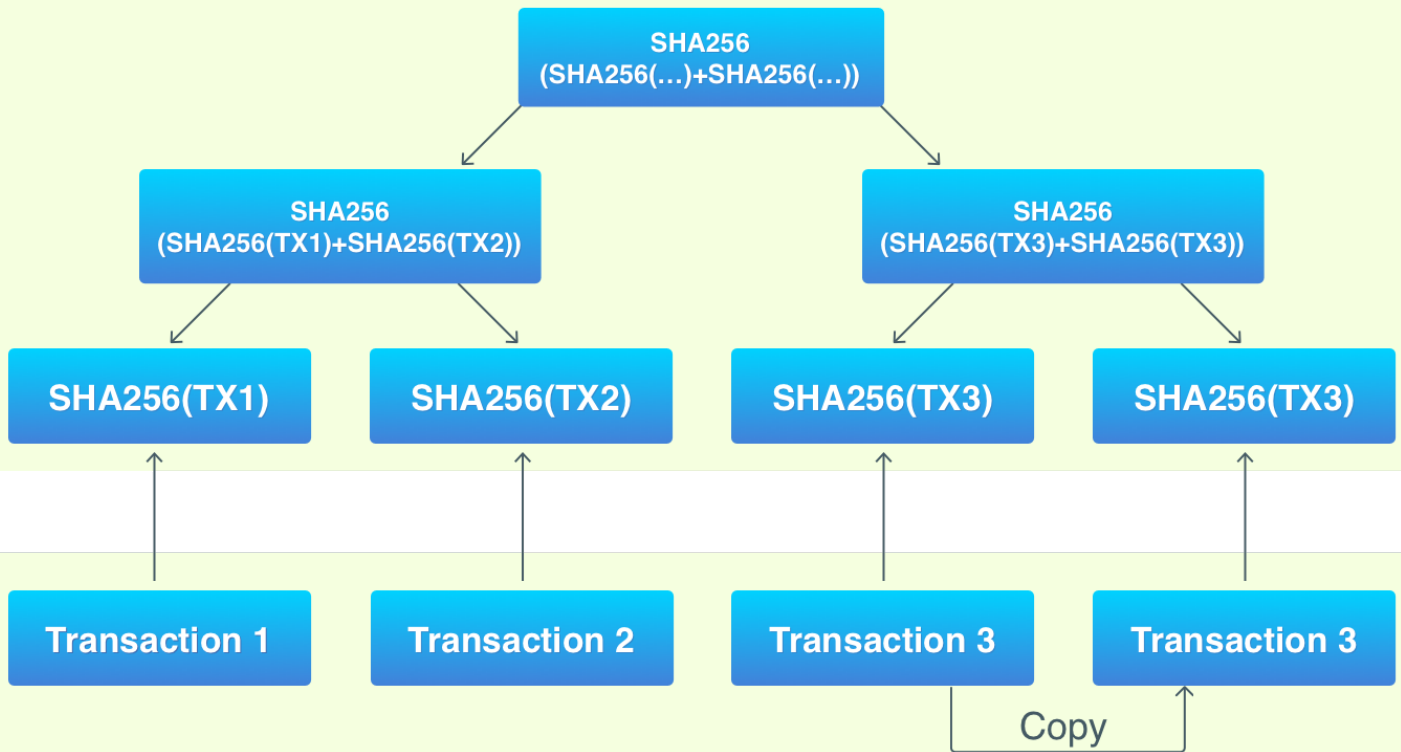 SHA256
(SHA256(...)+SHA256(...))
SHA256
(SHA256(TX1)+SHA256(TX2))
SHA256
(SHA256(TX3)+SHA256(TX3))
SHA256(TX1)
SHA256(TX2)
SHA256(TX3)
SHA256(TX3)
Transaction 1
Transaction 2
Transaction 3
Transaction 3
Copy